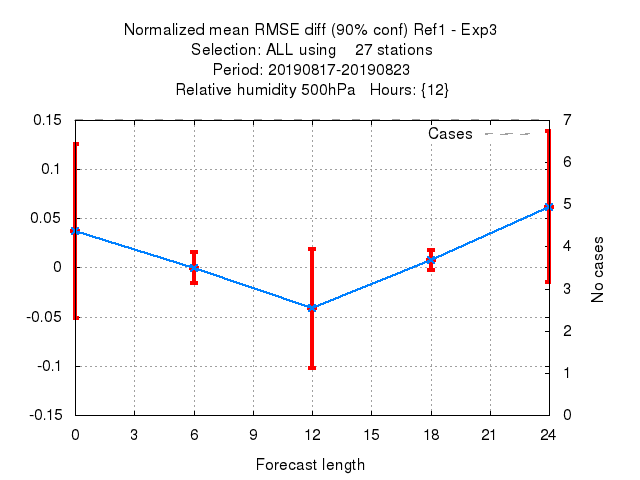 Normalized mean RMSE diff (90% conf) Ref1 - Exp3
Selection: ALL using 27 stations
Period: 20190817-20190823
Relative humidity 500hPa Hours: {12}
Cases
0.15
0.1
0.05
0
-0.05
-0.1
-0.15
7
6
5
4
3
2
1
0
No cases
0 3 6 9 12 15 18 21 24
Forecast length